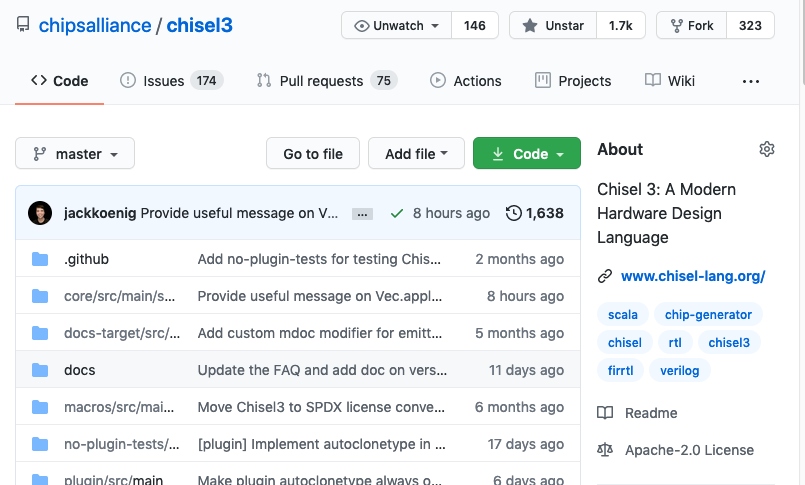 chipsalliance / chisel3
Unwatch 146
Unstar 1.7k
Fork 323
Code
Issues 174
Pull requests 75
Actions
Projects
Wiki
...
master
Go to file
Add file
Code
jackkoenig Provide useful message on V... ... 8 hours ago 1,638
.github Add no-plugin-tests for testing Chis... 2 months ago
core/src/main/s... Provide useful message on Vec.appl... 8 hours ago
docs-target/src/... Add custom mdoc modifier for emitt... 5 months ago
docs Update the FAQ and add doc on vers... 11 days ago
macros/src/mai... Move Chisel3 to SPDX license conve... 6 months ago
no-plugin-tests/... [plugin] Implement autoclonetype in ... 17 days ago
plugin/src/main Make plugin autoclonetype always o... 6 days ago
About
Chisel 3: A Modern
Hardware Design
Language
www.chisel-lang.org/
scala chip-generator
chisel rtl chisel3
firrtl verilog
Readme
Apache-2.0 License